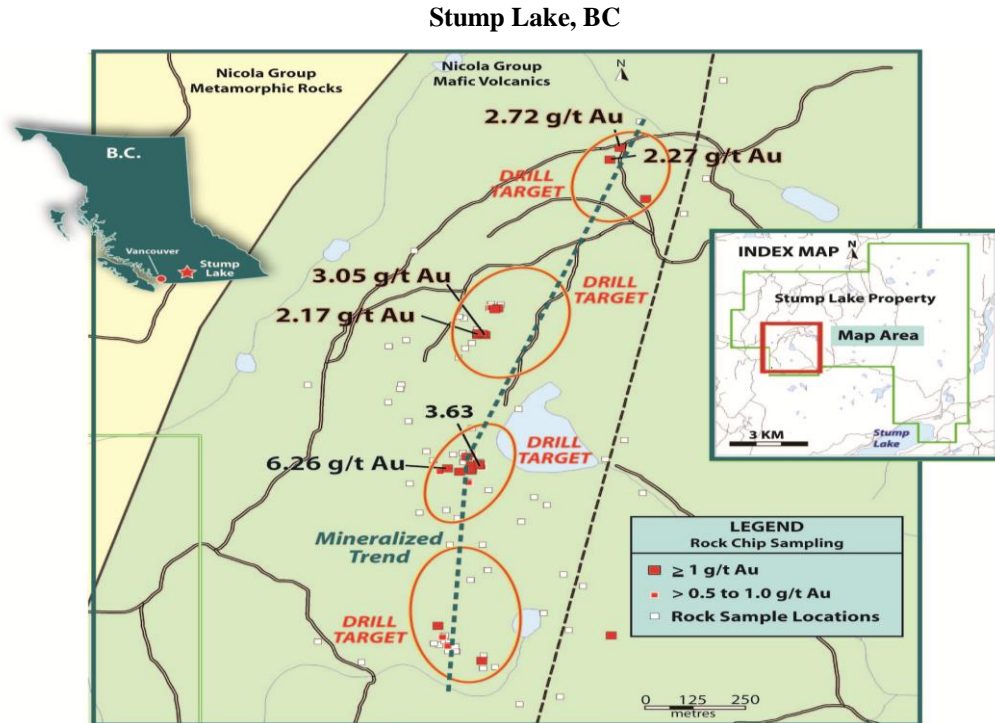 Stump Lake, BC
Nicola Group
Metamorphic Rocks
Nicola Group
Mafic Volcanics
N
2.72 g/t Au
2.27 g/t Au
DRILL
TARGET
B.C.
Vancouver
Stump
Lake
3.05 g/t Au
2.17 g/t Au
DRILL
TARGET
INDEX MAP
N
Stump Lake Property
Map Area
3 KM
Stump
Lake
3.63
6.26 g/t Au
DRILL
TARGET
Mineralized
Trend
DRILL
TARGET
LEGEND
Rock Chip Sampling
≥ 1 g/t Au
> 0.5 to 1.0 g/t Au
Rock Sample Locations
0 125 250
metres